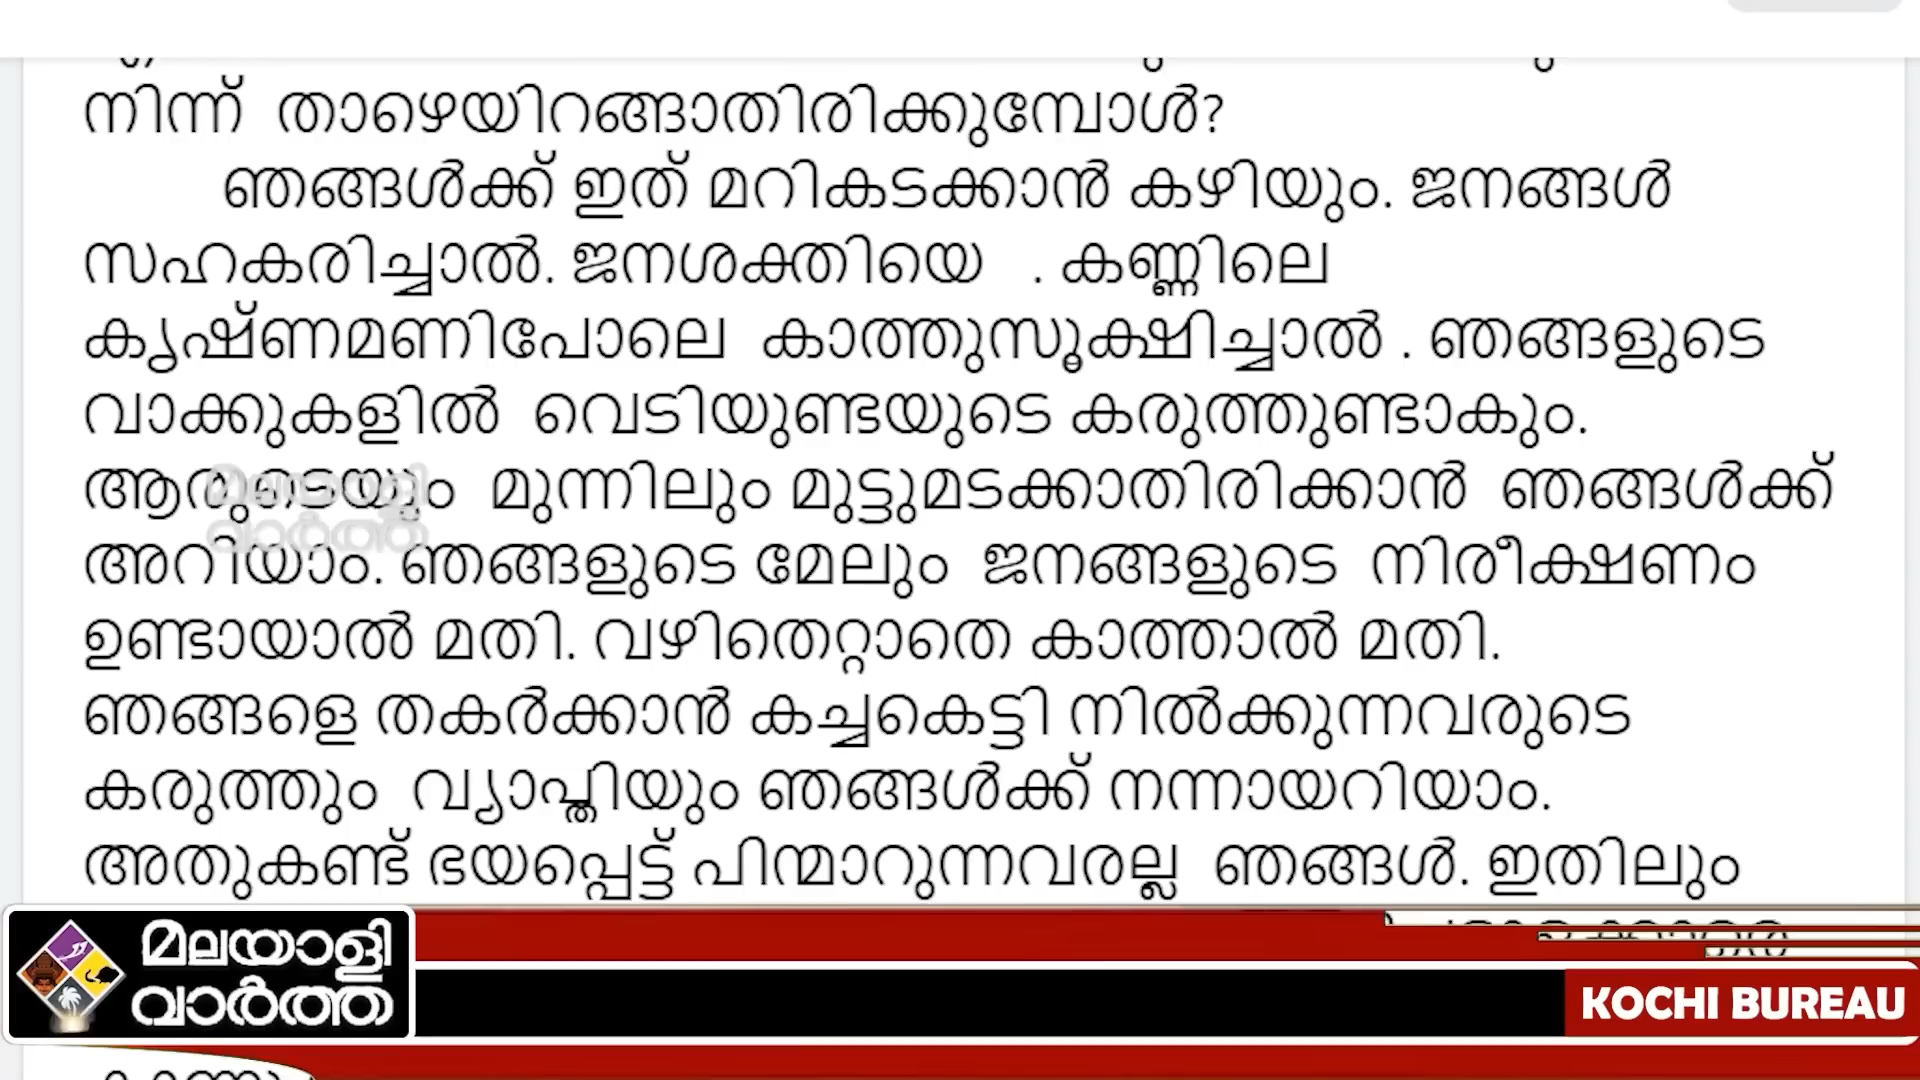 നിന്ന് താഴെയിറങ്ങാതിരിക്കുമ്പോൾ?
ഞങ്ങൾക്ക് ഇത് മറികടക്കാൻ കഴിയും. ജനങ്ങൾ
സഹകരിച്ചാൽ. ജനശക്തിയെ . കണ്ണിലെ
കൃഷ്ണമണിപോലെ കാത്തുസൂക്ഷിച്ചാൽ . ഞങ്ങളുടെ
വാക്കുകളിൽ വെടിയുണ്ടയുടെ കരുത്തുണ്ടാകും.
ആരുടെയും മുന്നിലും മുട്ടുമടക്കാതിരിക്കാൻ ഞങ്ങൾക്ക്
അറിയാം. ഞങ്ങളുടെ മേലും ജനങ്ങളുടെ നിരീക്ഷണം
ഉണ്ടായാൽ മതി. വഴിതെറ്റാതെ കാത്താൽ മതി.
ഞങ്ങളെ തകർക്കാൻ കച്ചകെട്ടി നിൽക്കുന്നവരുടെ
കരുത്തും വ്യാപ്തിയും ഞങ്ങൾക്ക് നന്നായറിയാം.
അതുകണ്ട് ഭയപ്പെട്ട് പിന്മാറുന്നവരല്ല ഞങ്ങൾ. ഇതിലും
മലയാളി
വാർത്ത
മലയാളി
വാർത്ത
KOCHI BUREAU